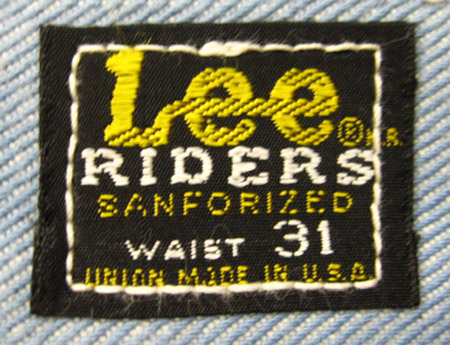 Lee ® M.R.
RIDERS
SANFORIZED
WAIST 31
UNION MADE IN U.S.A.